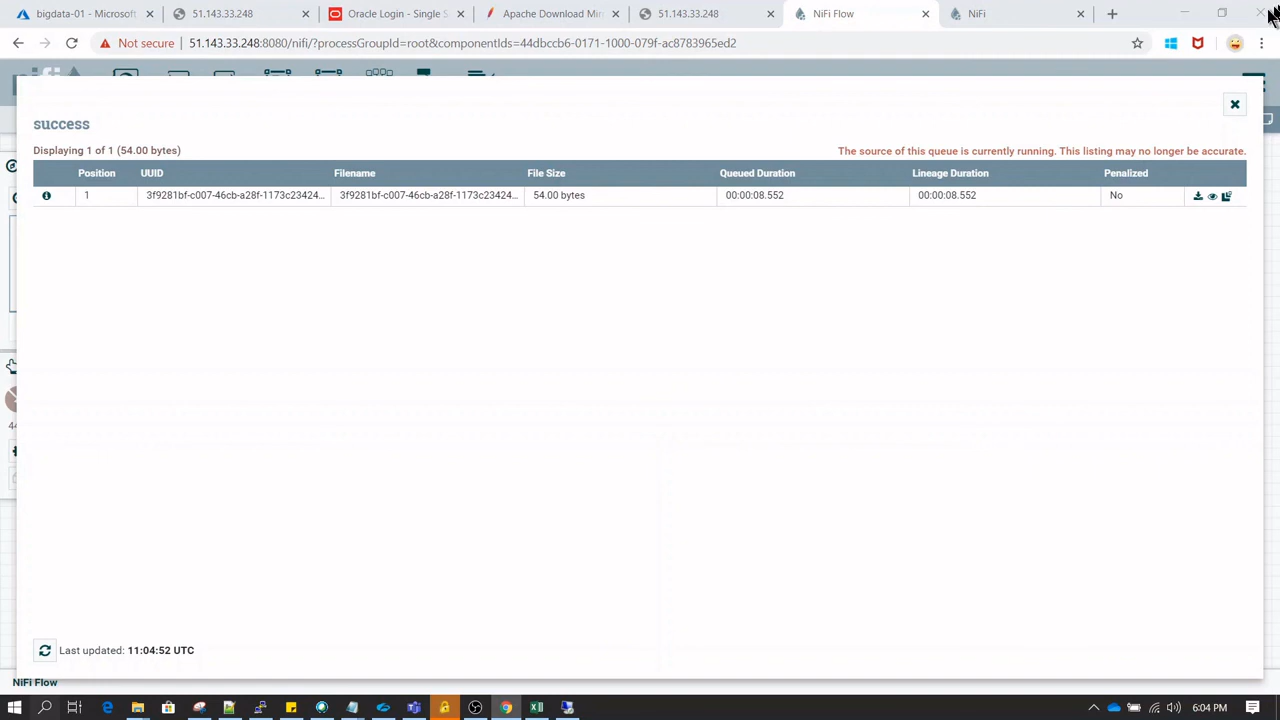 bigdata-01 - Microsoft
51.143.33.248
Oracle Login - Single S
Apache Download Mir
51.143.33.248
NiFi Flow
NiFi
Not secure
51.143.33.248:8080/nifi/?processGroupId=root&componentIds=44dbccb6-0171-1000-079f-ac8783965ed2
success
Displaying 1 of 1 (54.00 bytes)
The source of this queue is currently running. This listing may no longer be accurate.
Position UUID Filename File Size Queued Duration Lineage Duration Penalized
1 3f9281bf-c007-46cb-a28f-1173c23424... 3f9281bf-c007-46cb-a28f-1173c23424... 54.00 bytes 00:00:08.552 00:00:08.552 No
44
Last updated: 11:04:52 UTC
NiFi Flow
6:04 PM